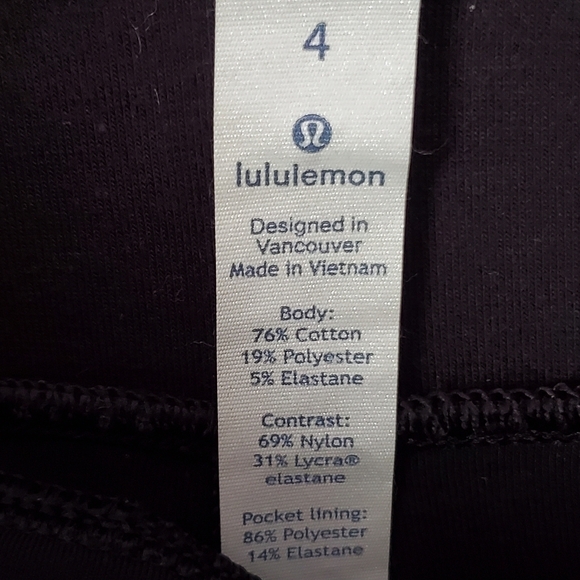 4
lululemon
Designed in
Vancouver
Made in Vietnam
Body:
76% Cotton
19% Polyester
5% Elastane
Contrast:
69% Nylon
31% Lycra®
elastane
Pocket lining:
86% Polyester
14% Elastane